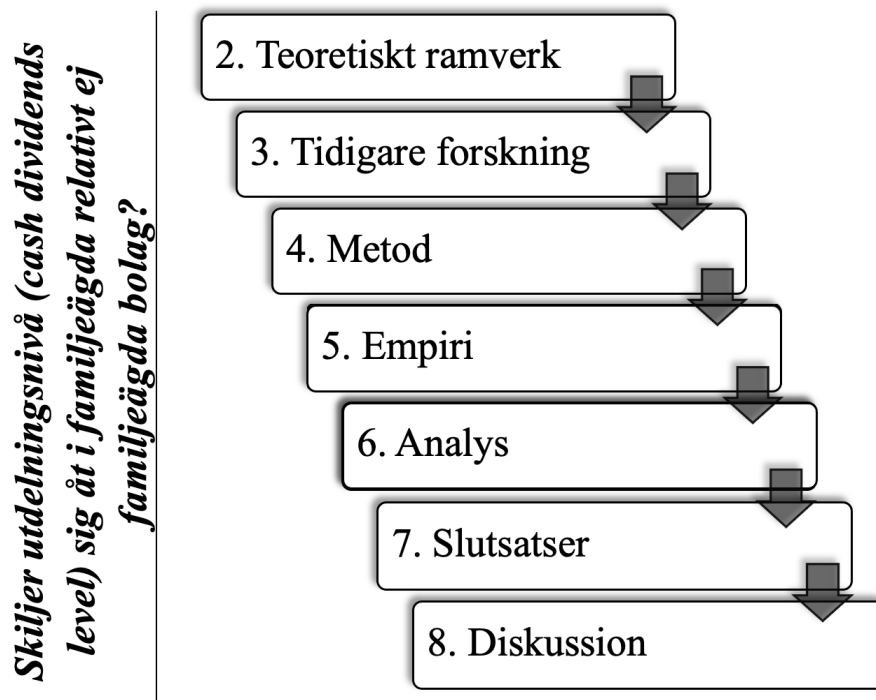 Skiljer utdelningsnivå (cash dividends
level) sig åt i familjeägda relativt ej
familjeägda bolag?
2. Teoretiskt ramverk
3. Tidigare forskning
4. Metod
5. Empiri
6. Analys
7. Slutsatser
8. Diskussion